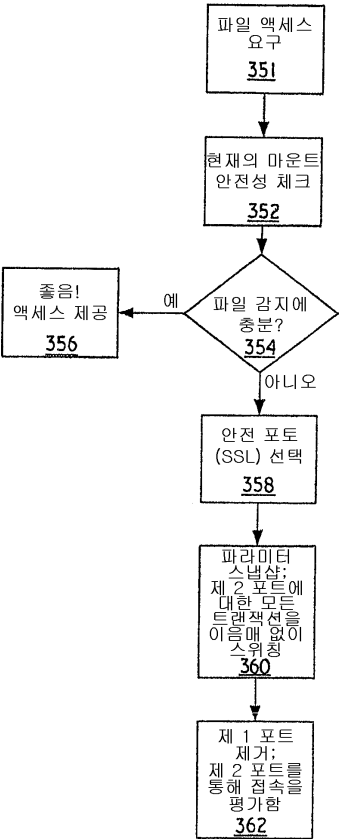 파일 액세스
요구
351
현재의 마운트
안전성 체크
352
파일 감지에
충분?
354
예
좋음!
액세스 제공
356
아니오
안전 포토
(SSL) 선택
358
파라미터
스냅샵;
제 2 포트에
대한 모든
트랜잭션을
이음매 없이
스위칭
360
제 1 포트
제거;
제 2 포트를
통해 접속을
평가함
362